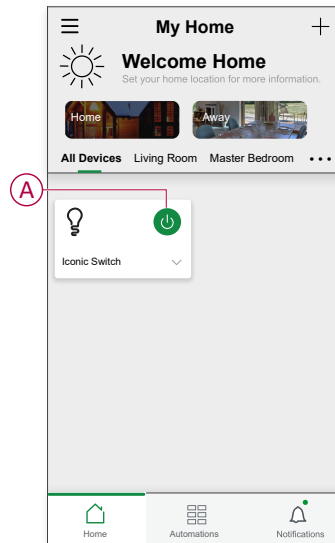 My Home
Welcome Home
Set your home location for more information.
Home Away
All Devices Living Room Master Bedroom
A
Iconic Switch
Home Automations Notifications